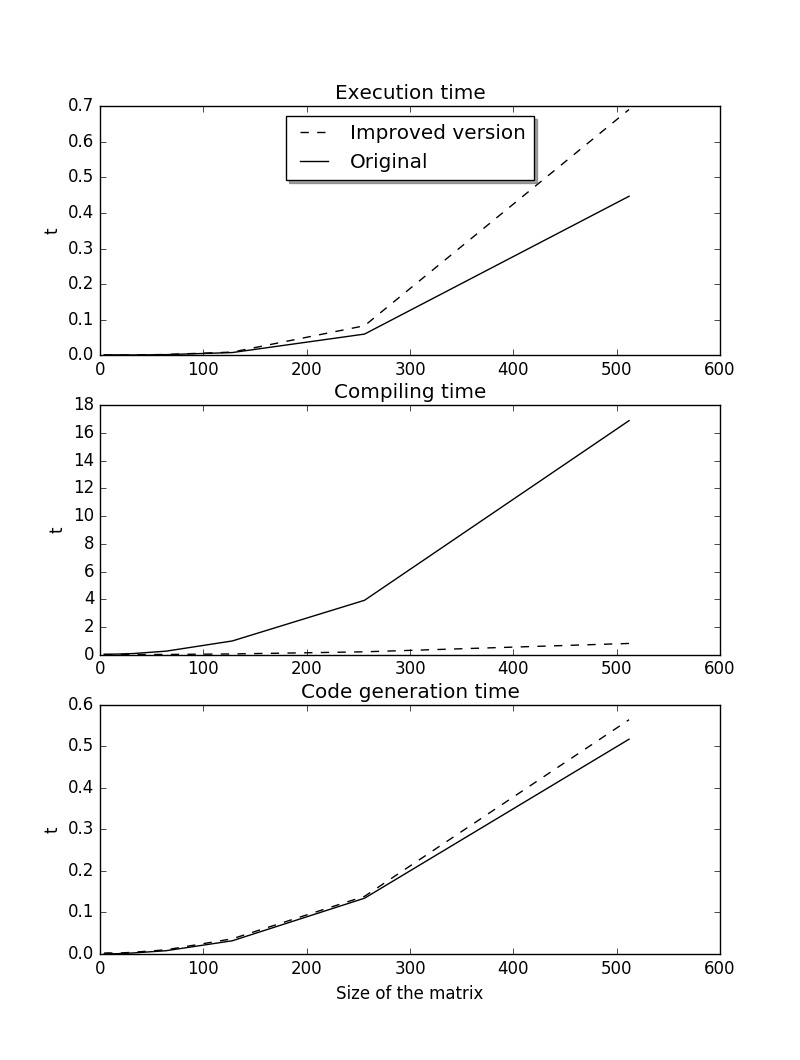 Execution time
0.7
0.6
0.5
0.4
0.3
0.2
0.1
0.0
t
Improved version
Original
0 100 200 300 400 500 600
Compiling time
18
16
14
12
10
8
6
4
2
0
t
0 100 200 300 400 500 600
Code generation time
0.6
0.5
0.4
0.3
0.2
0.1
0.0
t
0 100 200 300 400 500 600
Size of the matrix